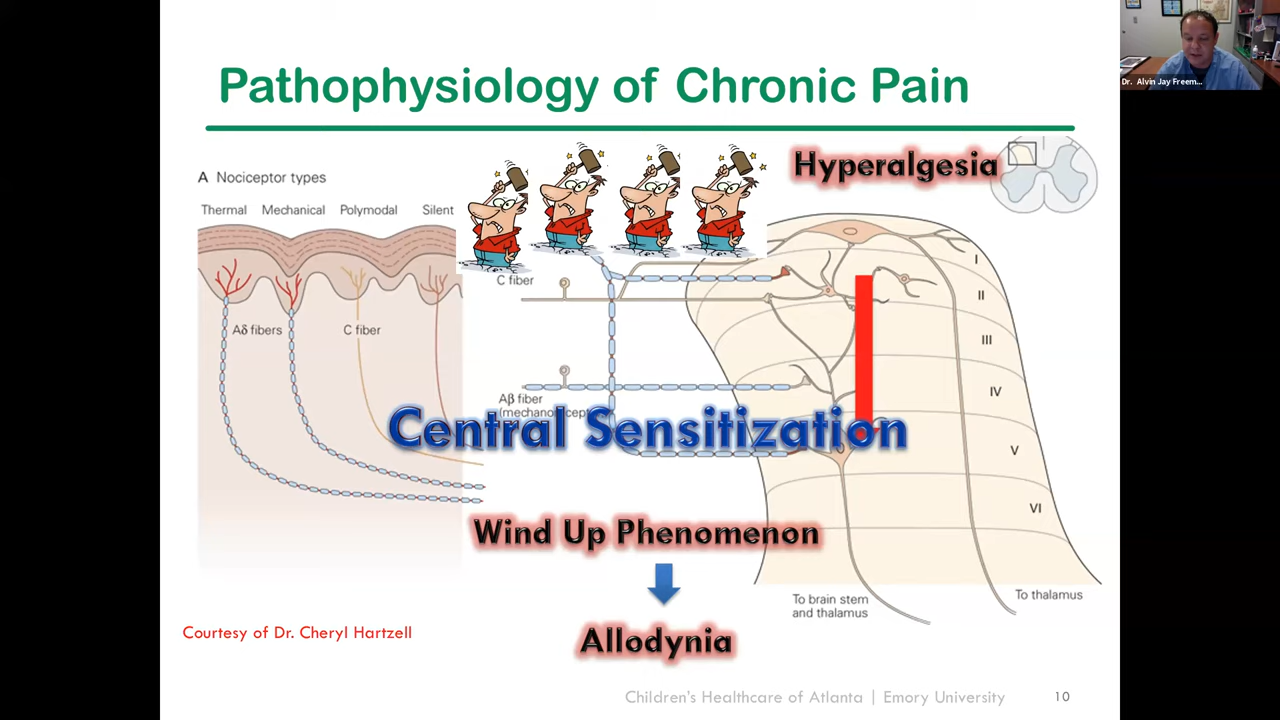 Pathophysiology of Chronic Pain
Dr. Alvin Jay Freem...
Hyperalgesia
A Nociceptor types
Thermal Mechanical Polymodal Silent
C fiber
Aδ fibers
C fiber
Aβ fiber
Central Sensitization
Wind Up Phenomenon
Allodynia
I
II
III
IV
V
VI
To brain stem
and thalamus
To thalamus
Courtesy of Dr. Cheryl Hartzell
Children's Healthcare of Atlanta | Emory University
10